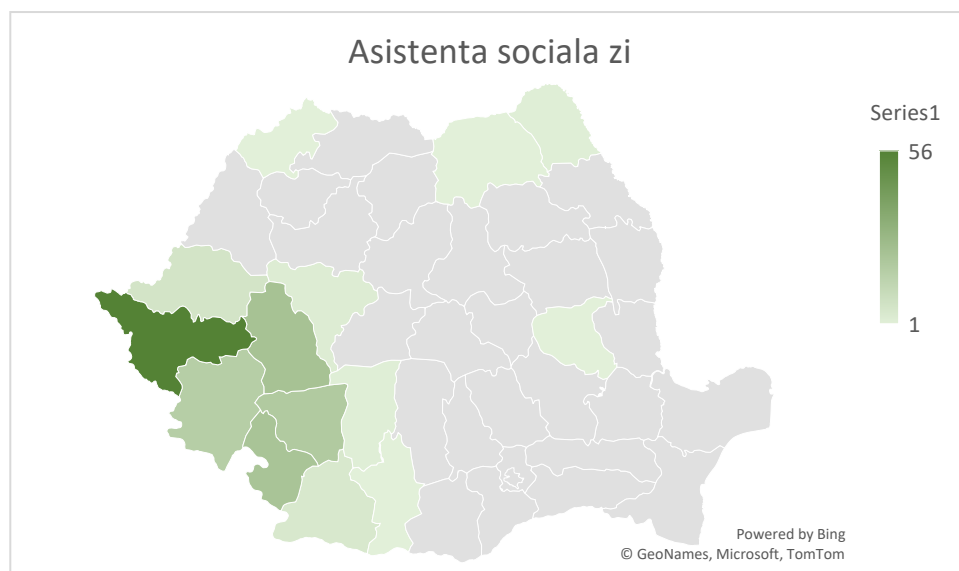 Asistenta sociala zi
Series1
56
1
Powered by Bing
© GeoNames, Microsoft, TomTom